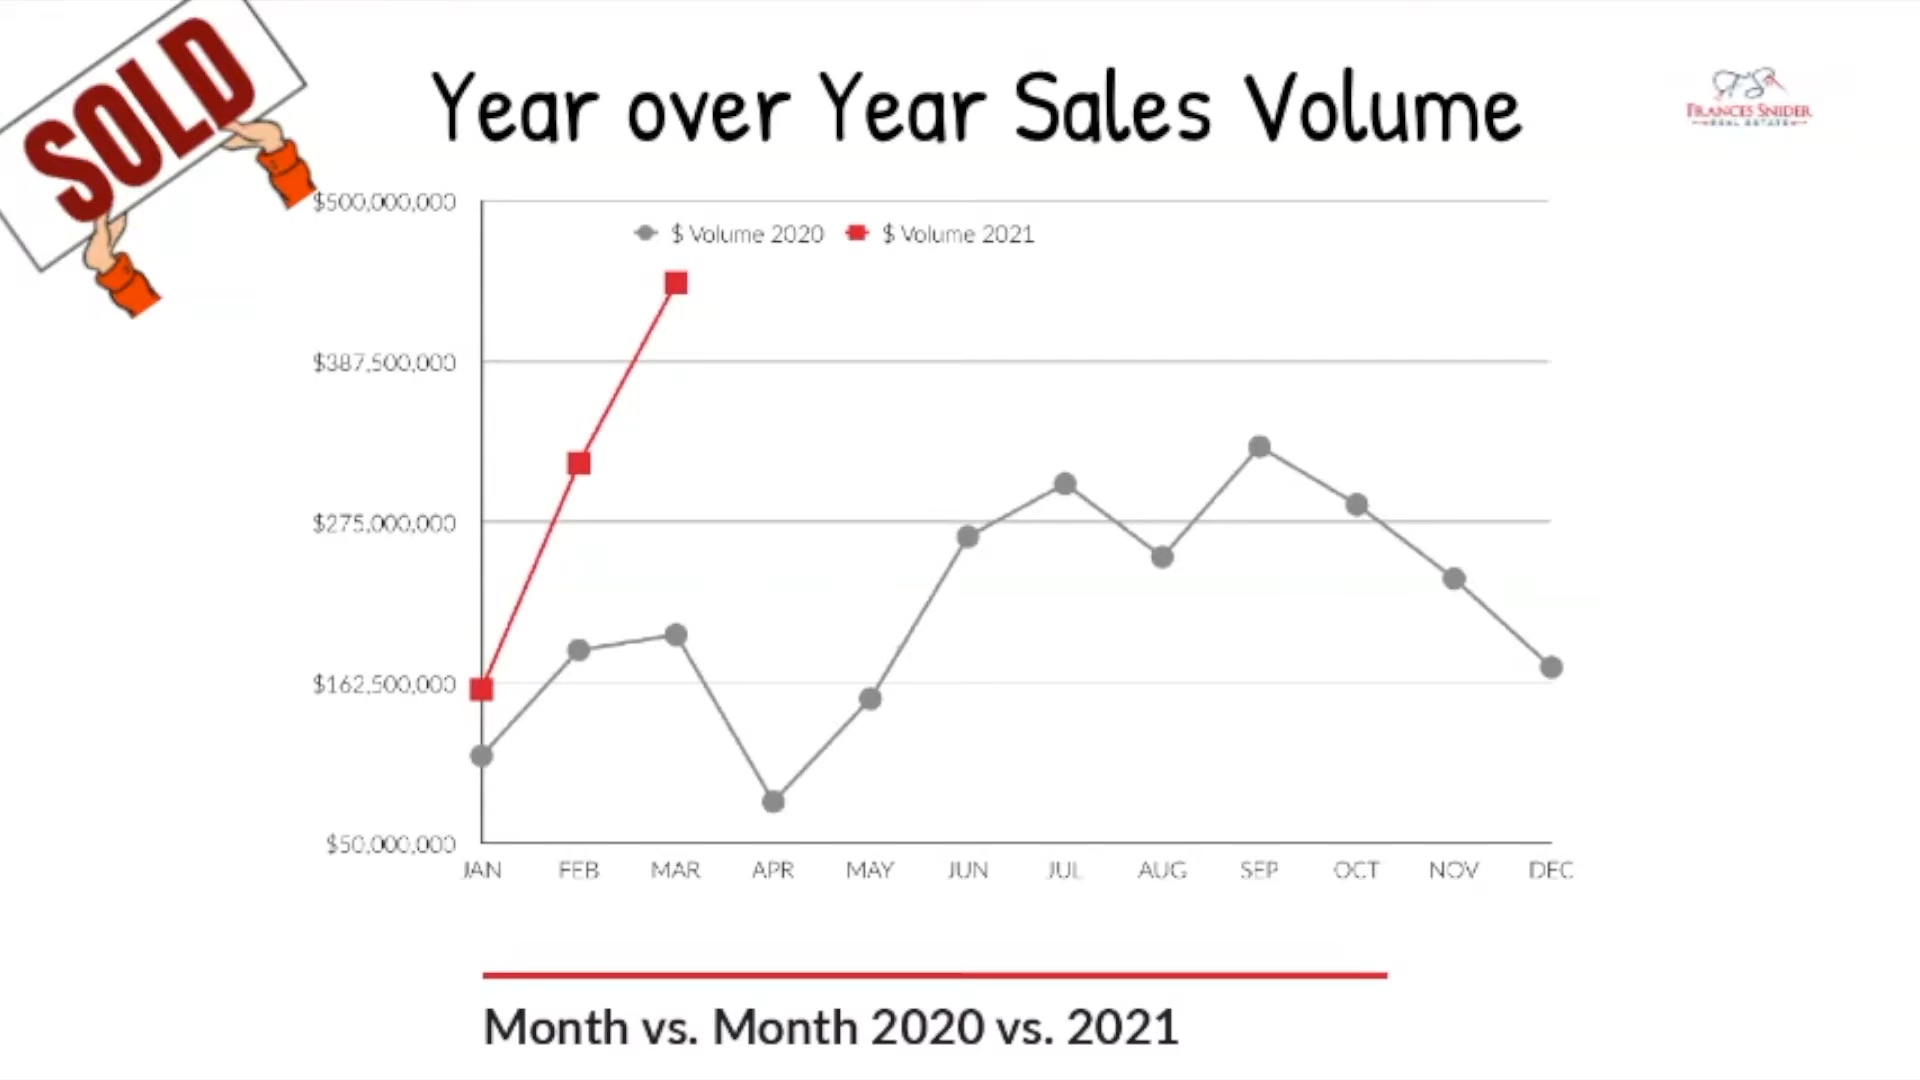 SOLD
Year over Year Sales Volume
FRANCES SNIDER
REAL ESTATE
$500,000,000
$ Volume 2020
$ Volume 2021
$387,500,000
$275,000,000
$162,500,000
$50,000,000
JAN FEB MAR APR MAY JUN JUL AUG SEP OCT NOV DEC
Month vs. Month 2020 vs. 2021